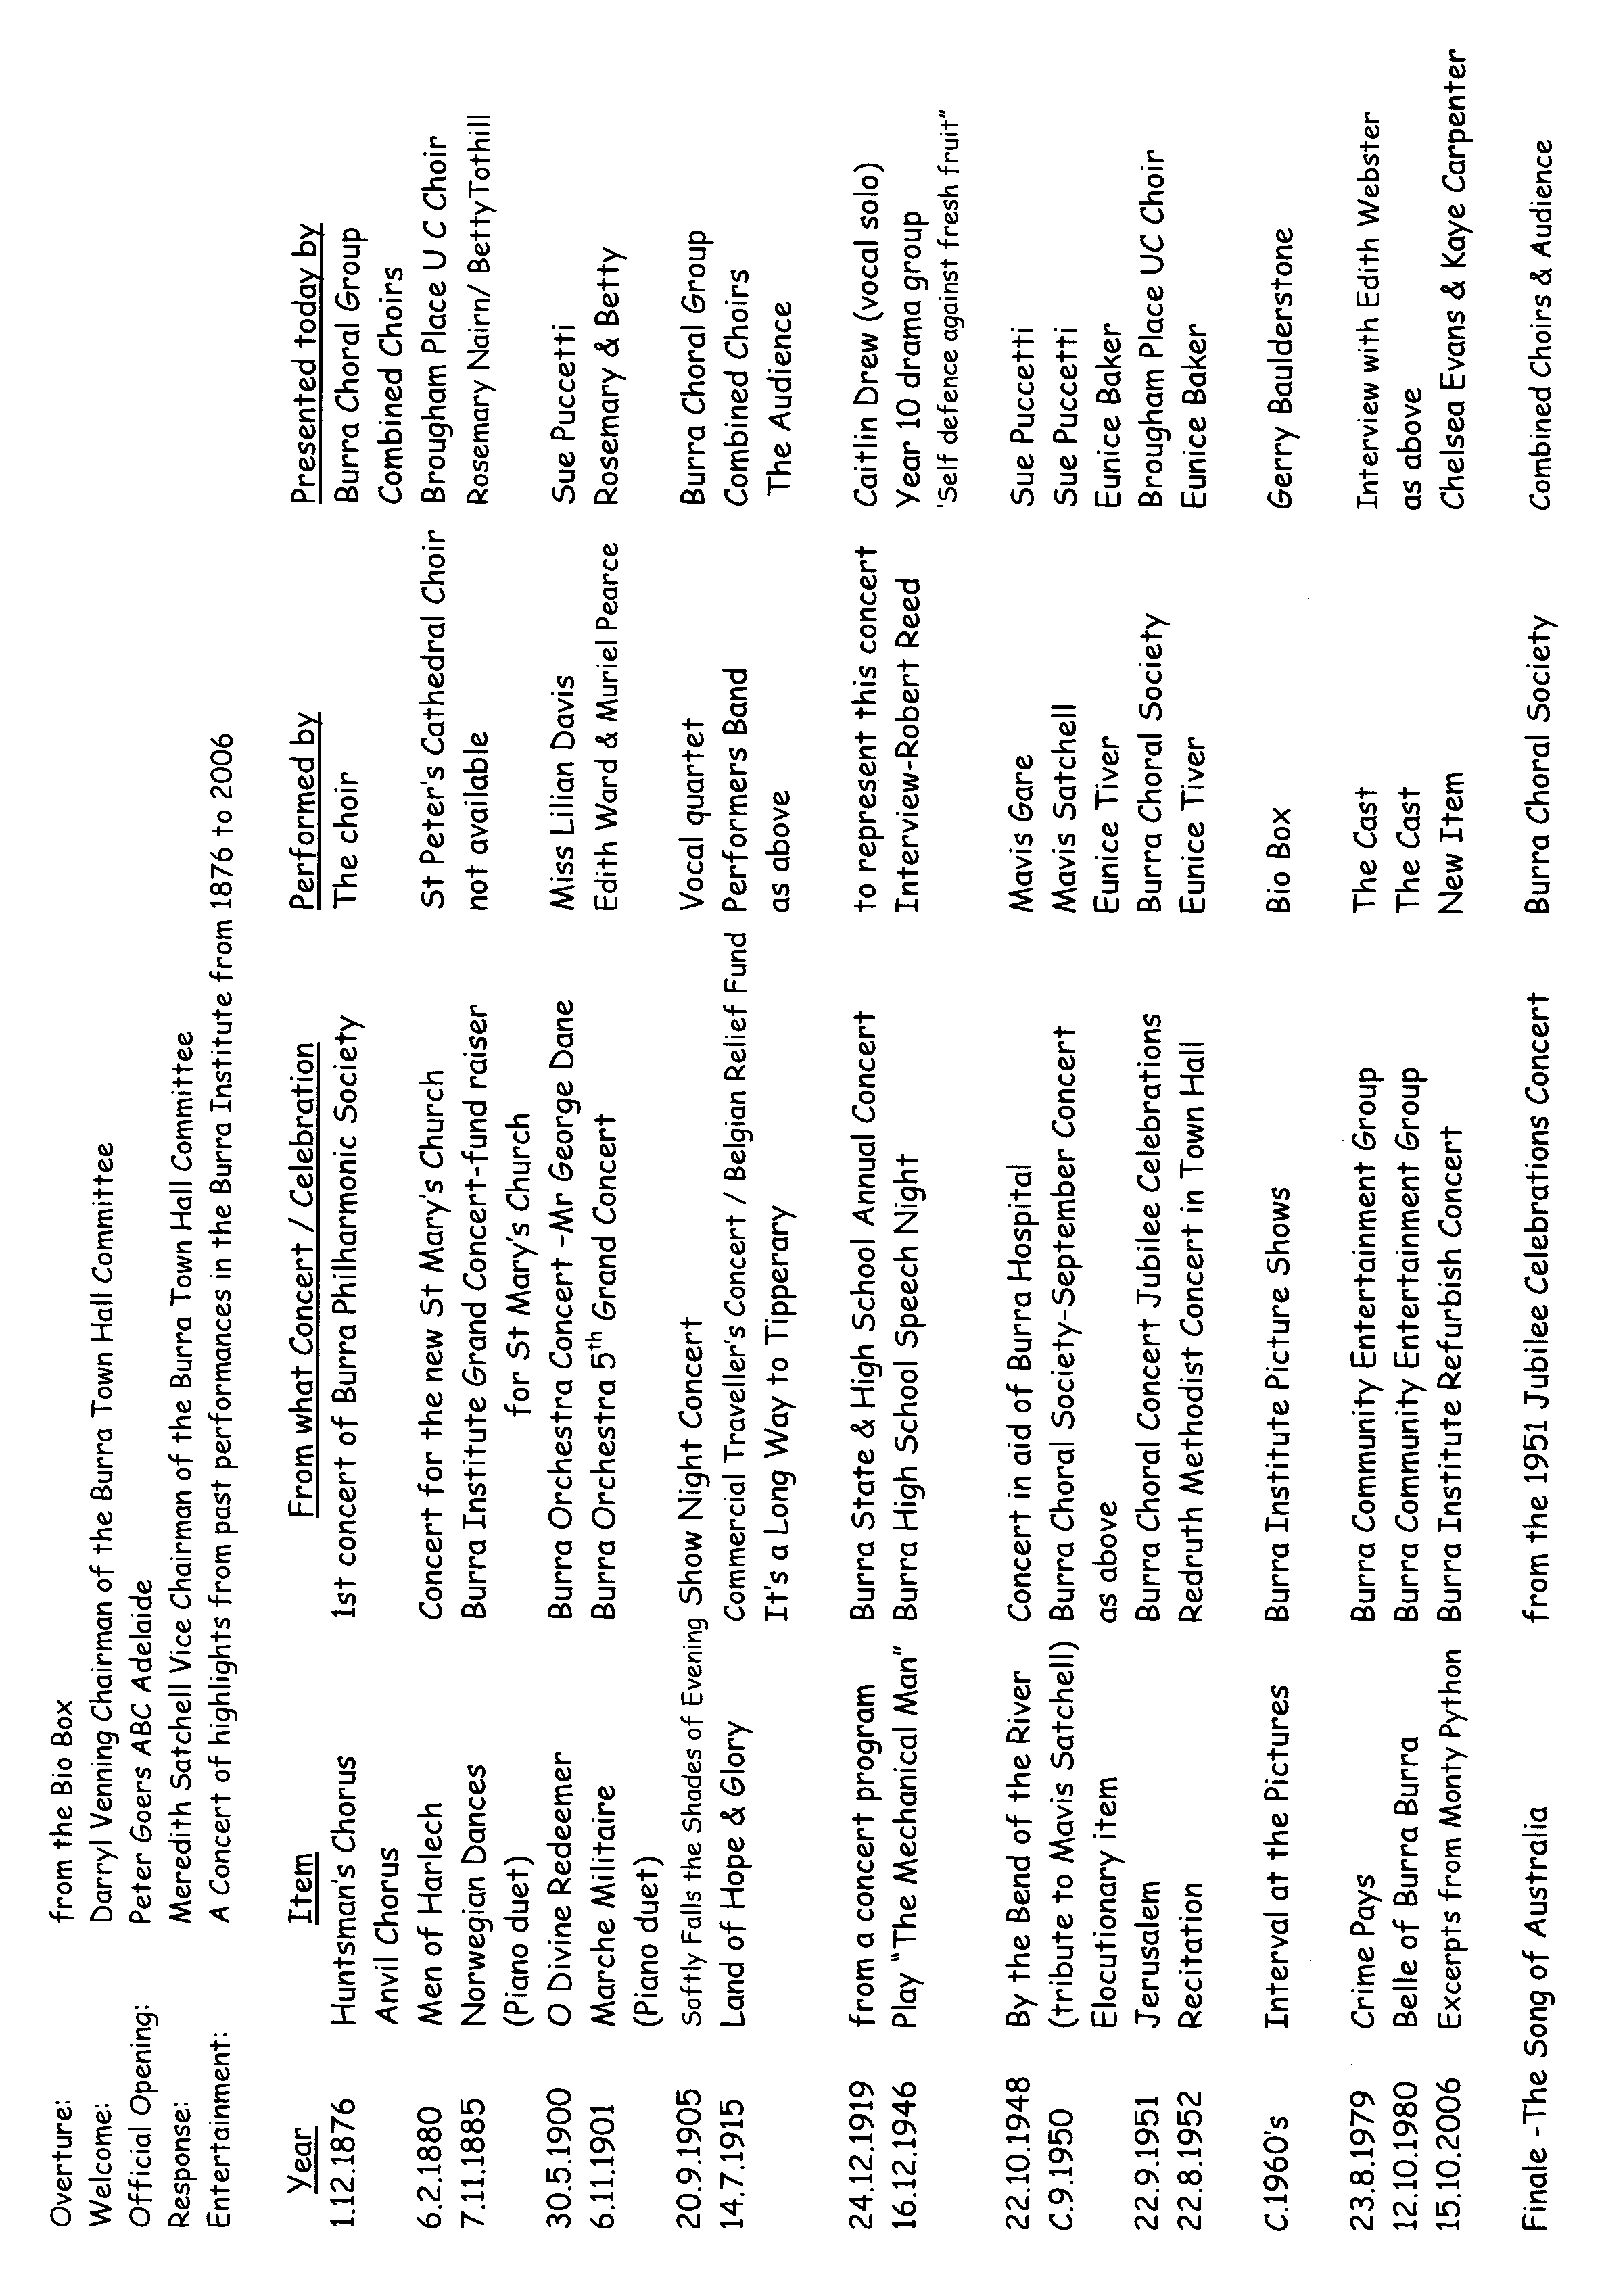 Overture: from the Bio Box
Welcome: Darryl Venning Chairman of the Burra Town Hall Committee
Official Opening: Peter Goers ABC Adelaide
Response: Meredith Satchell Vice Chairman of the Burra Town Hall Committee
Entertainment: A Concert of highlights from past performances in the Burra Institute from 1876 to 2006
Year Item From what Concert / Celebration Performed by Presented today by
1.12.1876 Huntsman's Chorus 1st concert of Burra Philharmonic Society The choir Burra Choral Group
Anvil Chorus Combined Choirs
6.2.1880 Men of Harlech Concert for the new St Mary's Church St Peter's Cathedral Choir Brougham Place U C Choir
7.11.1885 Norwegian Dances Burra Institute Grand Concert-fund raiser not available Rosemary Nairn/ Betty Tothill
(Piano duet) for St Mary's Church
30.5.1900 O Divine Redeemer Burra Orchestra Concert -Mr George Dane Miss Lilian Davis Sue Puccetti
6.11.1901 Marche Militaire Burra Orchestra 5th Grand Concert Edith Ward & Muriel Pearce Rosemary & Betty
(Piano duet)
20.9.1905 Softly Falls the Shades of Evening Show Night Concert Vocal quartet Burra Choral Group
14.7.1915 Land of Hope & Glory Commercial Traveller's Concert / Belgian Relief Fund Performers Band Combined Choirs
It's a Long Way to Tipperary as above The Audience
24.12.1919 from a concert program Burra State & High School Annual Concert to represent this concert Caitlin Drew (vocal solo)
16.12.1946 Play "The Mechanical Man" Burra High School Speech Night Interview-Robert Reed Year 10 drama group
'Self defence against fresh fruit"
22.10.1948 By the Bend of the River Concert in aid of Burra Hospital Mavis Gare Sue Puccetti
C.9.1950 (tribute to Mavis Satchell) Burra Choral Society-September Concert Mavis Satchell Sue Puccetti
Elocutionary item as above Eunice Tiver Eunice Baker
22.9.1951 Jerusalem Burra Choral Concert Jubilee Celebrations Burra Choral Society Brougham Place UC Choir
22.8.1952 Recitation Redruth Methodist Concert in Town Hall Eunice Tiver Eunice Baker
C.1960's Interval at the Pictures Burra Institute Picture Shows Bio Box Gerry Baulderstone
23.8.1979 Crime Pays Burra Community Entertainment Group The Cast Interview with Edith Webster
12.10.1980 Belle of Burra Burra Burra Community Entertainment Group The Cast as above
15.10.2006 Excerpts from Monty Python Burra Institute Refurbish Concert New Item Chelsea Evans & Kaye Carpenter
Finale -The Song of Australia from the 1951 Jubilee Celebrations Concert Burra Choral Society Combined Choirs & Audience